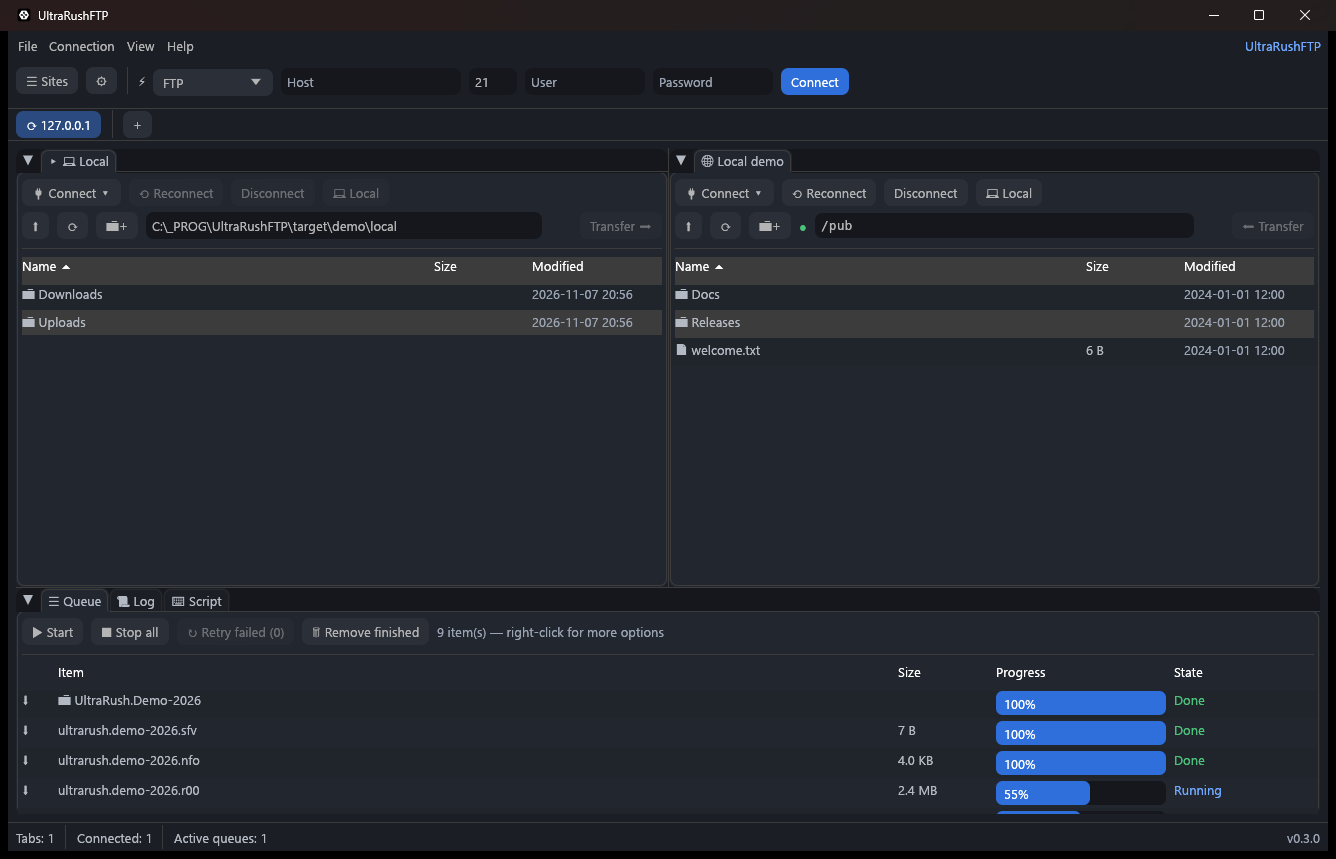 UltraRushFTP
File Connection View Help UltraRushFTP
Sites FTP Host 21 User Password Connect
127.0.0.1 +
Local Local demo
Connect Reconnect Disconnect Local Connect Reconnect Disconnect Local
C:\_PROG\UltraRushFTP\target\demo\local Transfer /pub Transfer
Name Size Modified Name Size Modified
Downloads 2026-11-07 20:56 Docs 2024-01-01 12:00
Uploads 2026-11-07 20:56 Releases 2024-01-01 12:00
welcome.txt 6 B 2024-01-01 12:00
Queue Log Script
Start Stop all Retry failed (0) Remove finished 9 item(s) — right-click for more options
Item Size Progress State
UltraRush.Demo-2026 100% Done
ultrarush.demo-2026.sfv 7 B 100% Done
ultrarush.demo-2026.nfo 4.0 KB 100% Done
ultrarush.demo-2026.r00 2.4 MB 55% Running
Tabs: 1 Connected: 1 Active queues: 1 v0.3.0